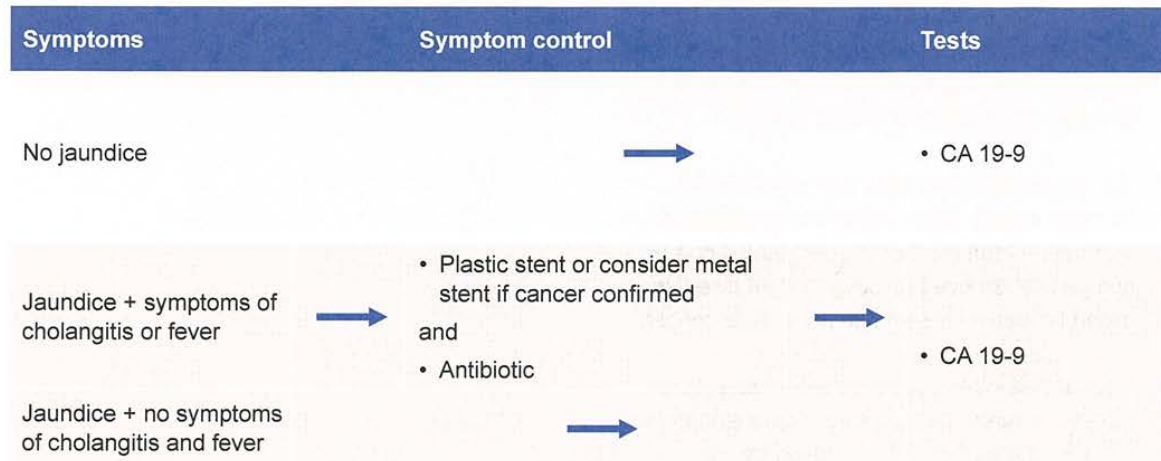 Symptoms Symptom control Tests
No jaundice • CA 19-9
Jaundice + symptoms of
cholangitis or fever
• Plastic stent or consider metal
stent if cancer confirmed
and
• Antibiotic
• CA 19-9
Jaundice + no symptoms
of cholangitis and fever